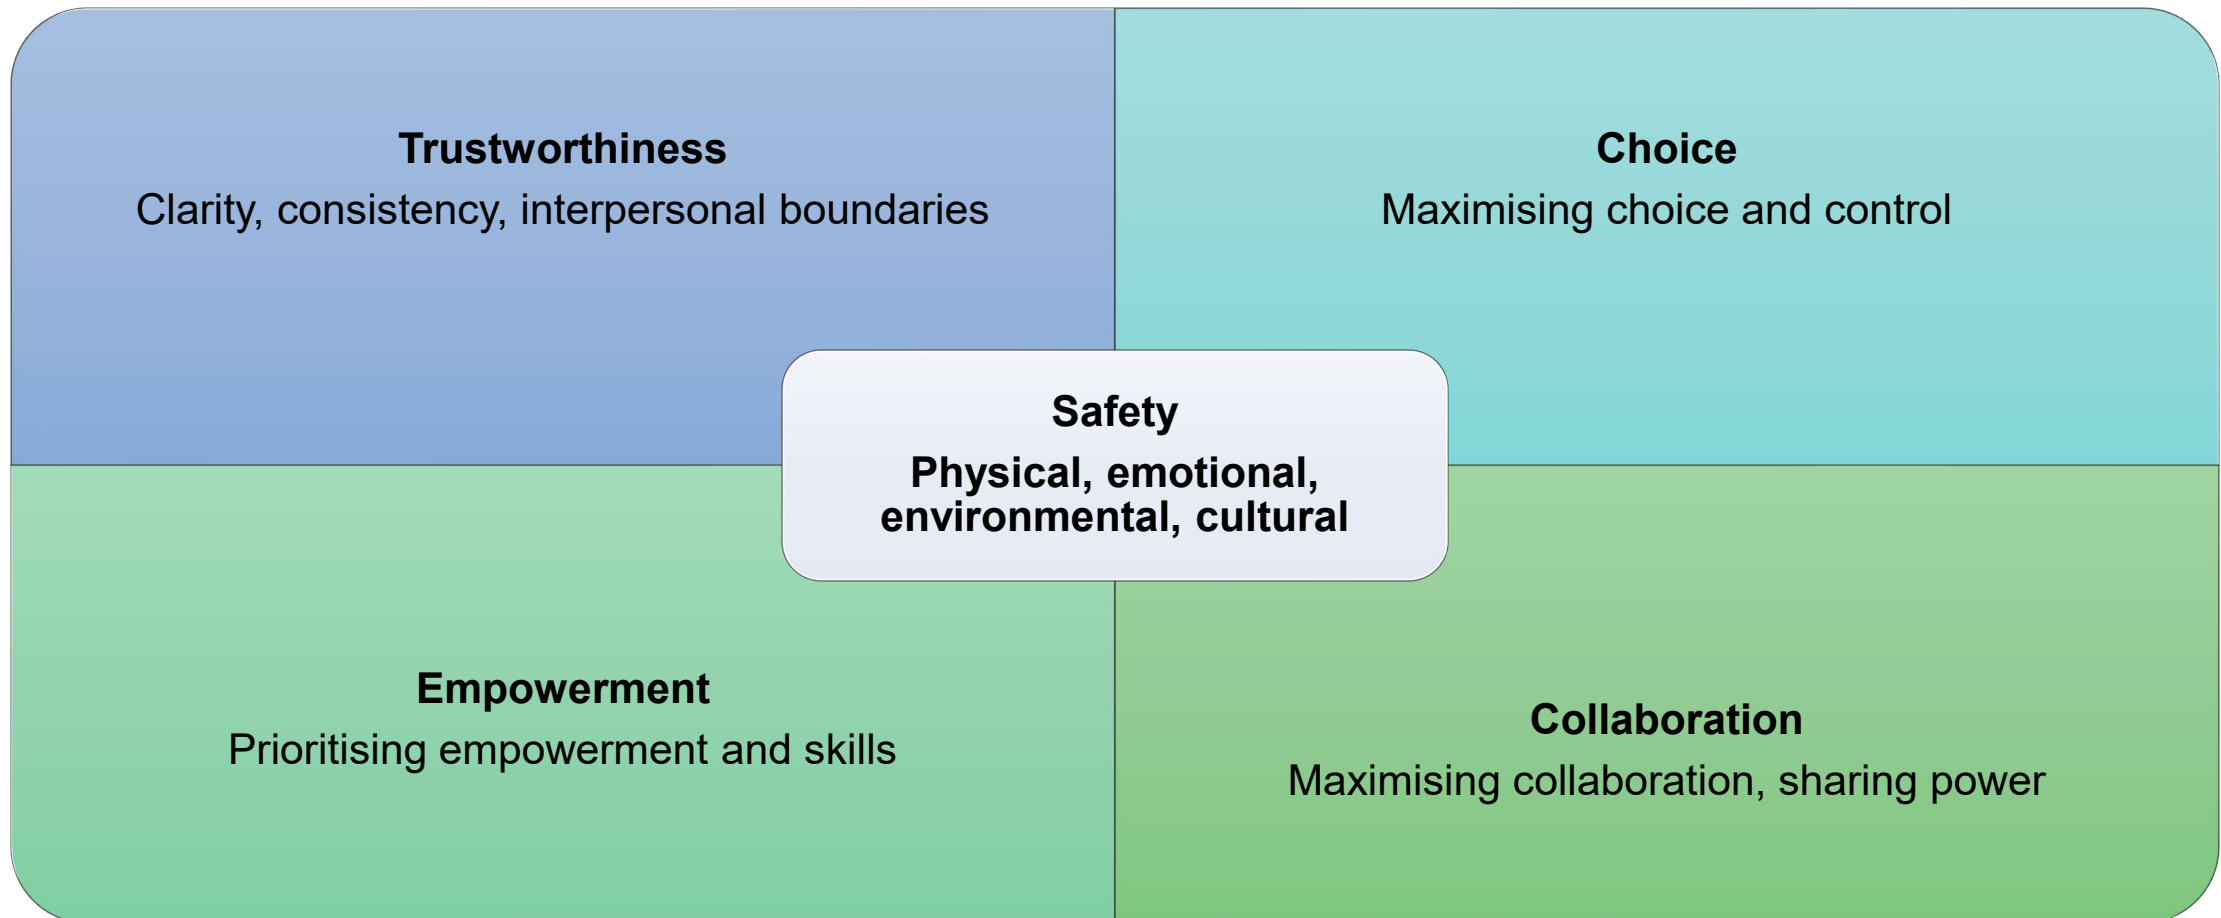 Trustworthiness
Clarity, consistency, interpersonal boundaries
Choice
Maximising choice and control
Safety
Physical, emotional,
environmental, cultural
Empowerment
Prioritising empowerment and skills
Collaboration
Maximising collaboration, sharing power